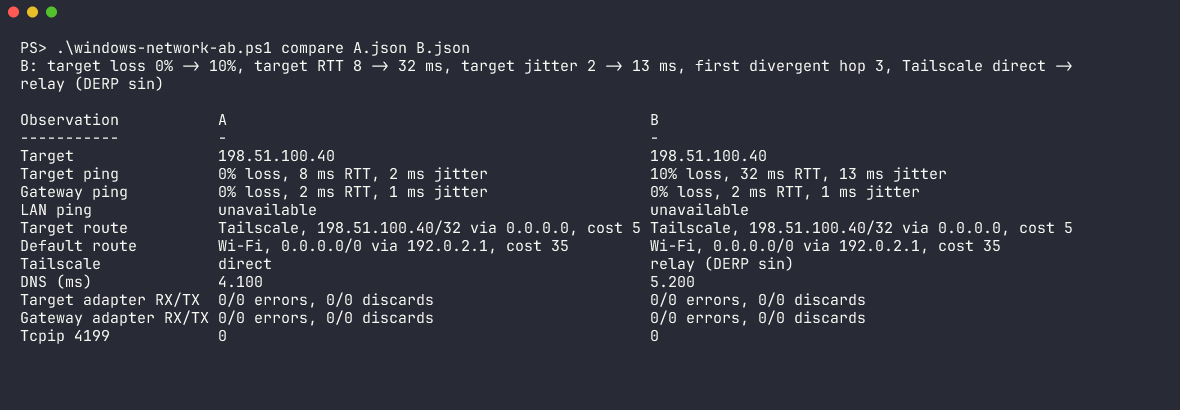 PS> .\windows-network-ab.ps1 compare A.json B.json
B: target loss 0% → 10%, target RTT 8 → 32 ms, target jitter 2 → 13 ms, first divergent hop 3, Tailscale direct →
relay (DERP sin)
Observation A B
----------- - -
Target 198.51.100.40 198.51.100.40
Target ping 0% loss, 8 ms RTT, 2 ms jitter 10% loss, 32 ms RTT, 13 ms jitter
Gateway ping 0% loss, 2 ms RTT, 1 ms jitter 0% loss, 2 ms RTT, 1 ms jitter
LAN ping unavailable unavailable
Target route Tailscale, 198.51.100.40/32 via 0.0.0.0, cost 5 Tailscale, 198.51.100.40/32 via 0.0.0.0, cost 5
Default route Wi-Fi, 0.0.0.0/0 via 192.0.2.1, cost 35 Wi-Fi, 0.0.0.0/0 via 192.0.2.1, cost 35
Tailscale direct relay (DERP sin)
DNS (ms) 4.100 5.200
Target adapter RX/TX 0/0 errors, 0/0 discards 0/0 errors, 0/0 discards
Gateway adapter RX/TX 0/0 errors, 0/0 discards 0/0 errors, 0/0 discards
Tcpip 4199 0 0